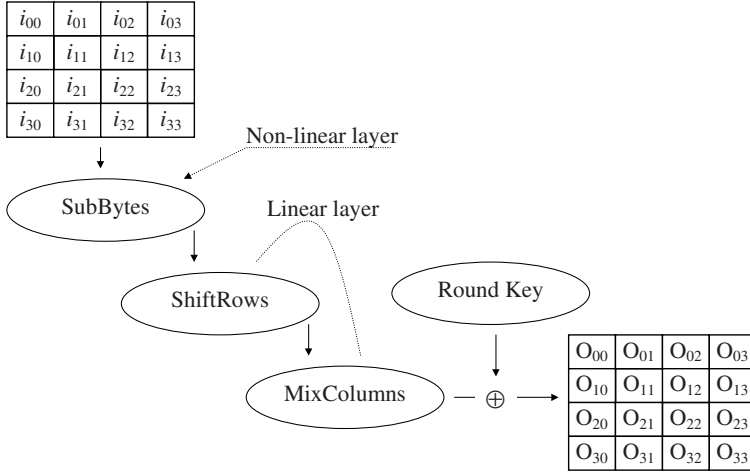 i₀₀ i₀₁ i₀₂ i₀₃
i₁₀ i₁₁ i₁₂ i₁₃
i₂₀ i₂₁ i₂₂ i₂₃
i₃₀ i₃₁ i₃₂ i₃₃
Non-linear layer
SubBytes
Linear layer
ShiftRows
Round Key
MixColumns
⊕
O₀₀ O₀₁ O₀₂ O₀₃
O₁₀ O₁₁ O₁₂ O₁₃
O₂₀ O₂₁ O₂₂ O₂₃
O₃₀ O₃₁ O₃₂ O₃₃